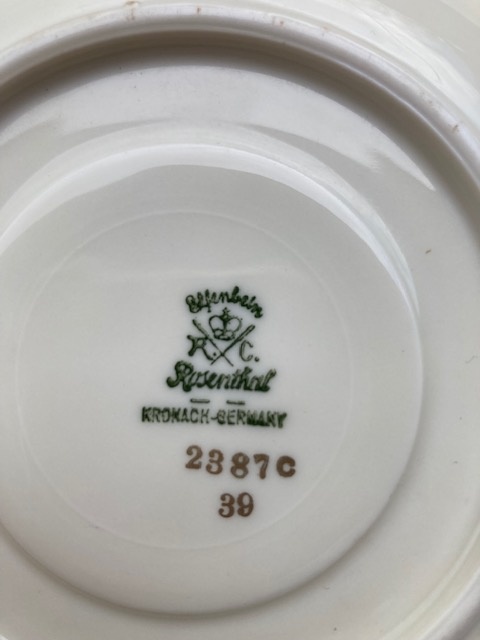 Elfenbein
R. C.
Rosenthal
KRONACH-GERMANY
2387C
39